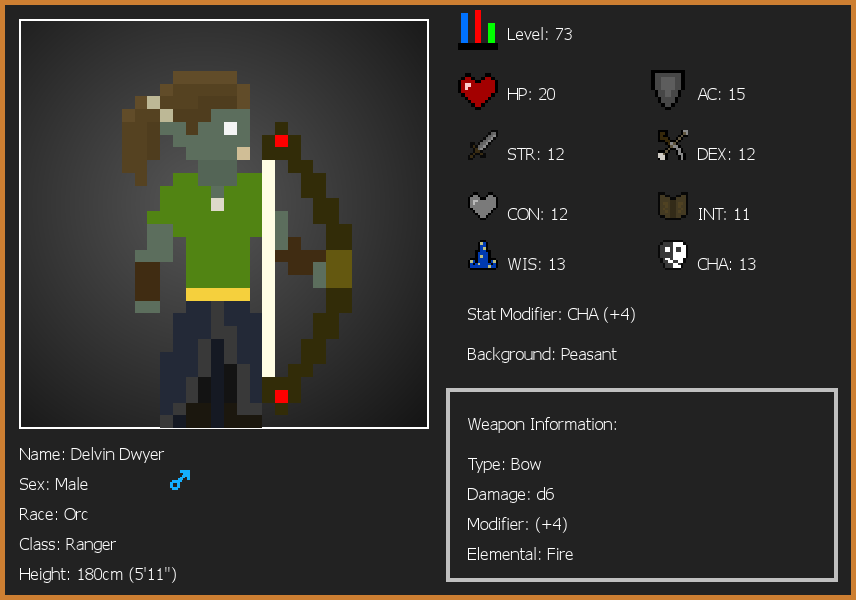 Level: 73
HP: 20
AC: 15
STR: 12
DEX: 12
CON: 12
INT: 11
WIS: 13
CHA: 13
Stat Modifier: CHA (+4)
Background: Peasant
Weapon Information:
Type: Bow
Damage: d6
Modifier: (+4)
Elemental: Fire
Name: Delvin Dwyer
Sex: Male
Race: Orc
Class: Ranger
Height: 180cm (5'11")